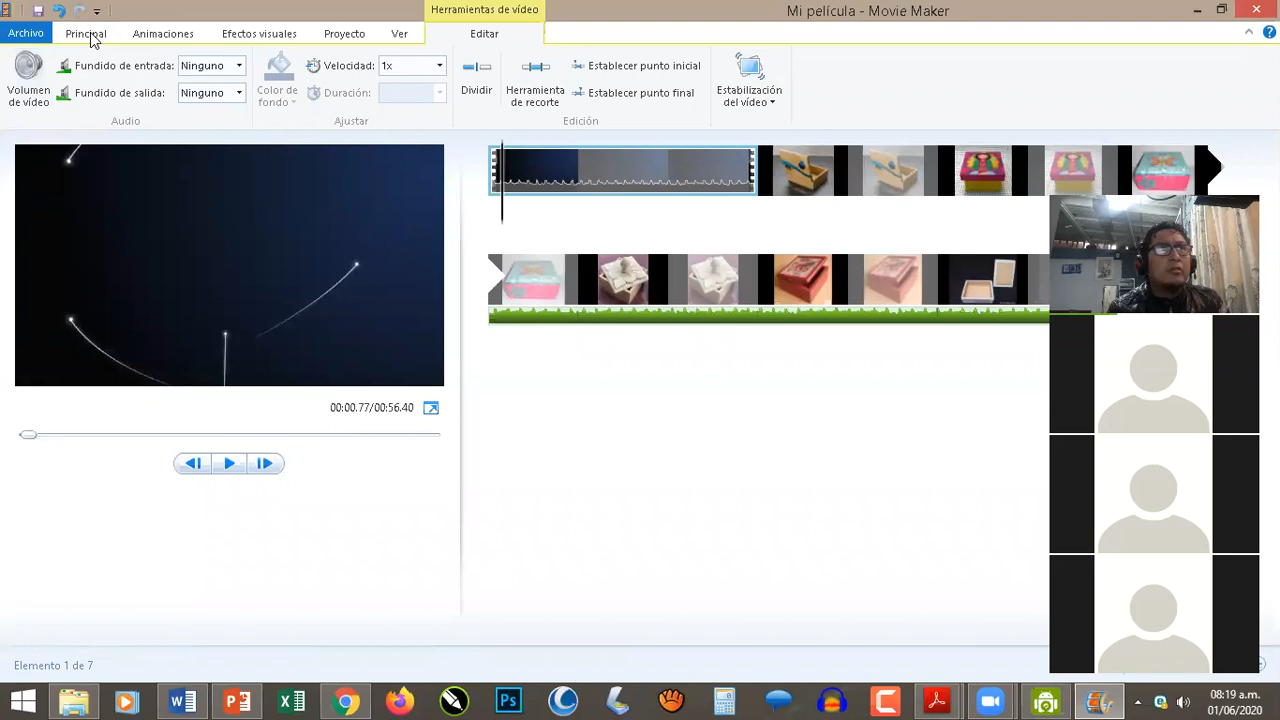 Herramientas de vídeo
Mi película - Movie Maker
Archivo
Principal
Animaciones
Efectos visuales
Proyecto
Ver
Editar
Volumen de vídeo
Fundido de entrada: Ninguno
Fundido de salida: Ninguno
Audio
Color de fondo
Velocidad: 1x
Duración:
Ajustar
Dividir
Herramienta de recorte
Establecer punto inicial
Establecer punto final
Edición
Estabilización del vídeo
00:00.77/00:56.40
Elemento 1 de 7
08:19 a.m.
01/06/2020